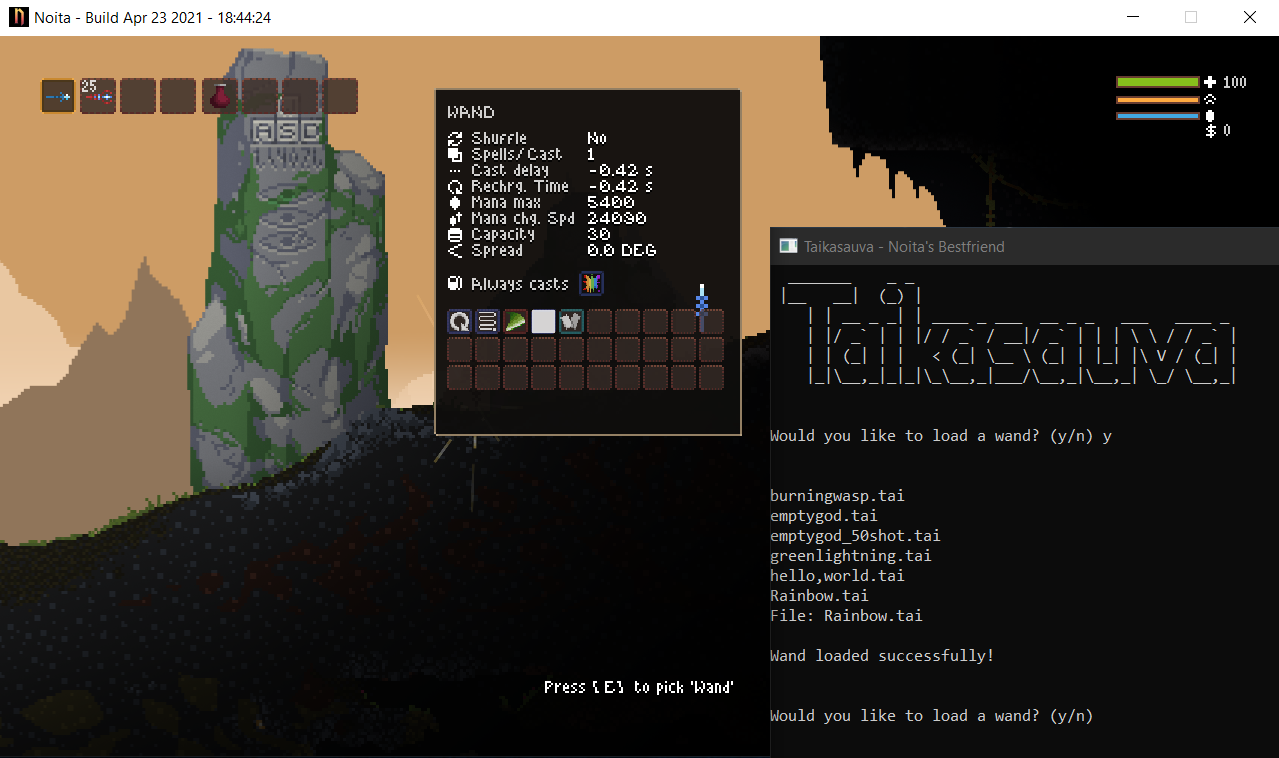 Noita - Build Apr 23 2021 - 18:44:24
25
100
$ 0
ASC
WAND
Shuffle No
Spells/Cast 1
Cast delay -0.42 s
Rechrg. Time -0.42 s
Mana max 5400
Mana chg. Spd 24090
Capacity 30
Spread 0.0 DEG
Always casts
Press [ E ] to pick 'Wand'
Taikasauva - Noita's Bestfriend
Taikasauva
Would you like to load a wand? (y/n) y
burningwasp.tai
emptygod.tai
emptygod_50shot.tai
greenlightning.tai
hello,world.tai
Rainbow.tai
File: Rainbow.tai
Wand loaded successfully!
Would you like to load a wand? (y/n)